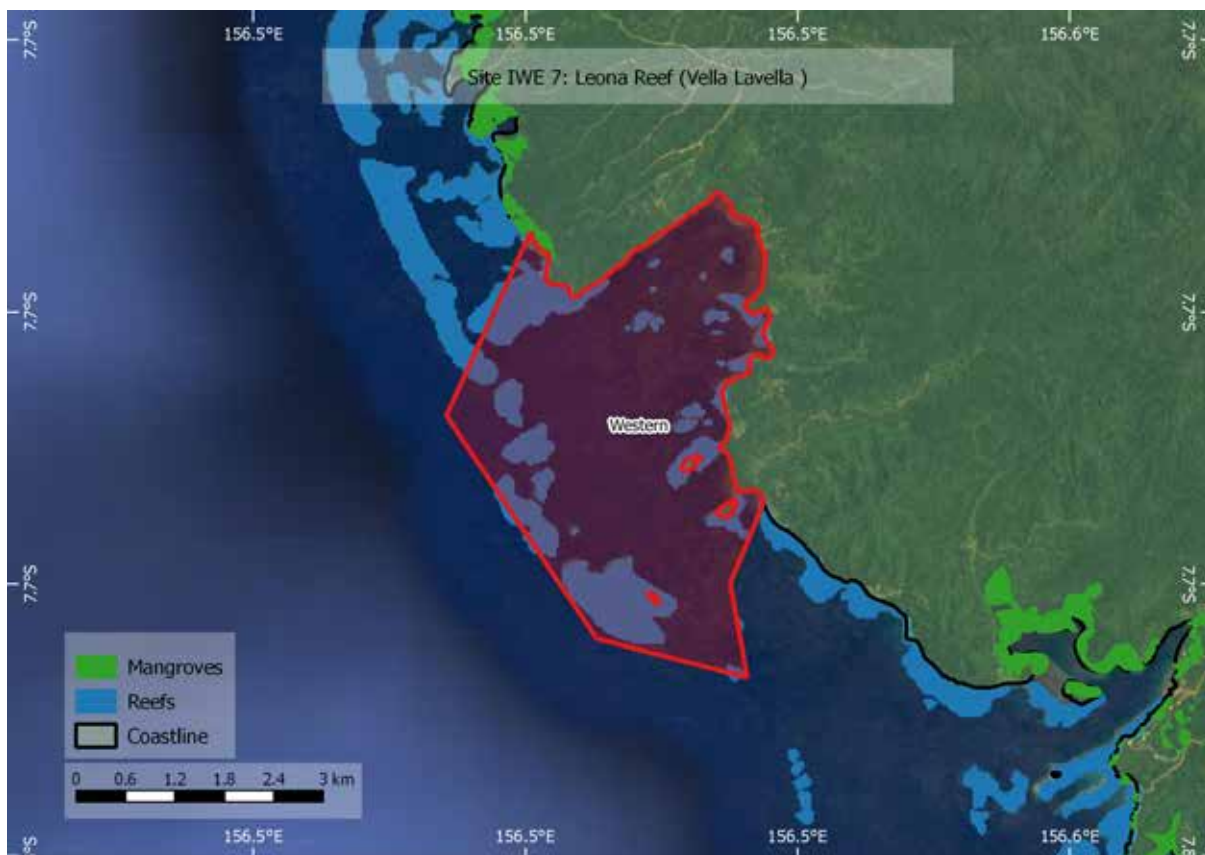 156.5°E 156.5°E 156.5°E 156.6°E
7.7°S 7.7°S
Site IWE 7: Leona Reef (Vella Lavella )
7.7°S 7.7°S
Western
7.7°S 7.7°S
Mangroves
Reefs
Coastline
0 0.6 1.2 1.8 2.4 3 km
156.5°E 156.5°E 156.5°E 156.6°E